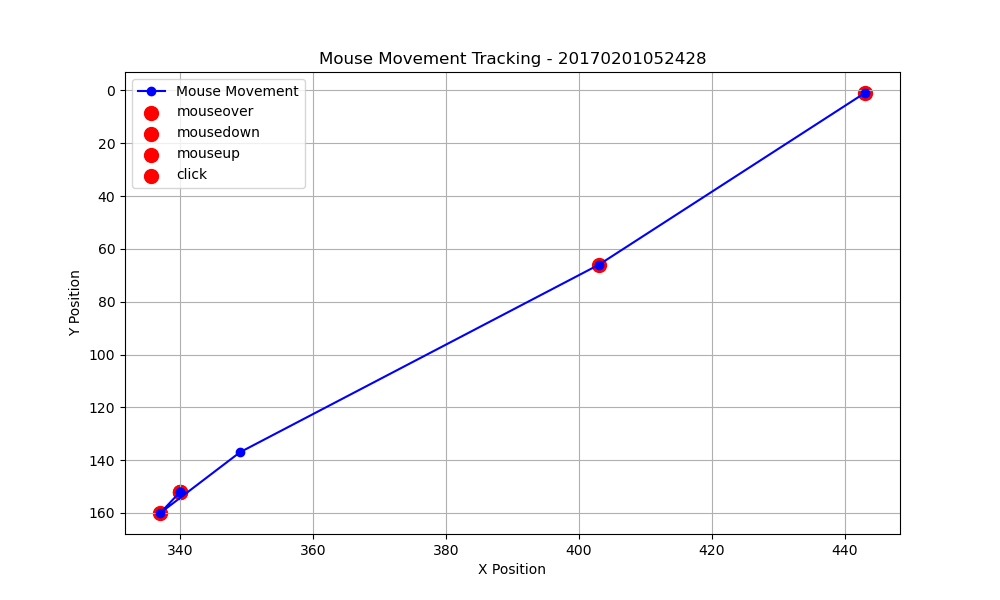 Mouse Movement Tracking - 20170201052428
Mouse Movement
mouseover
mousedown
mouseup
click
0
20
40
60
80
100
120
140
160
Y Position
340
360
380
400
420
440
X Position